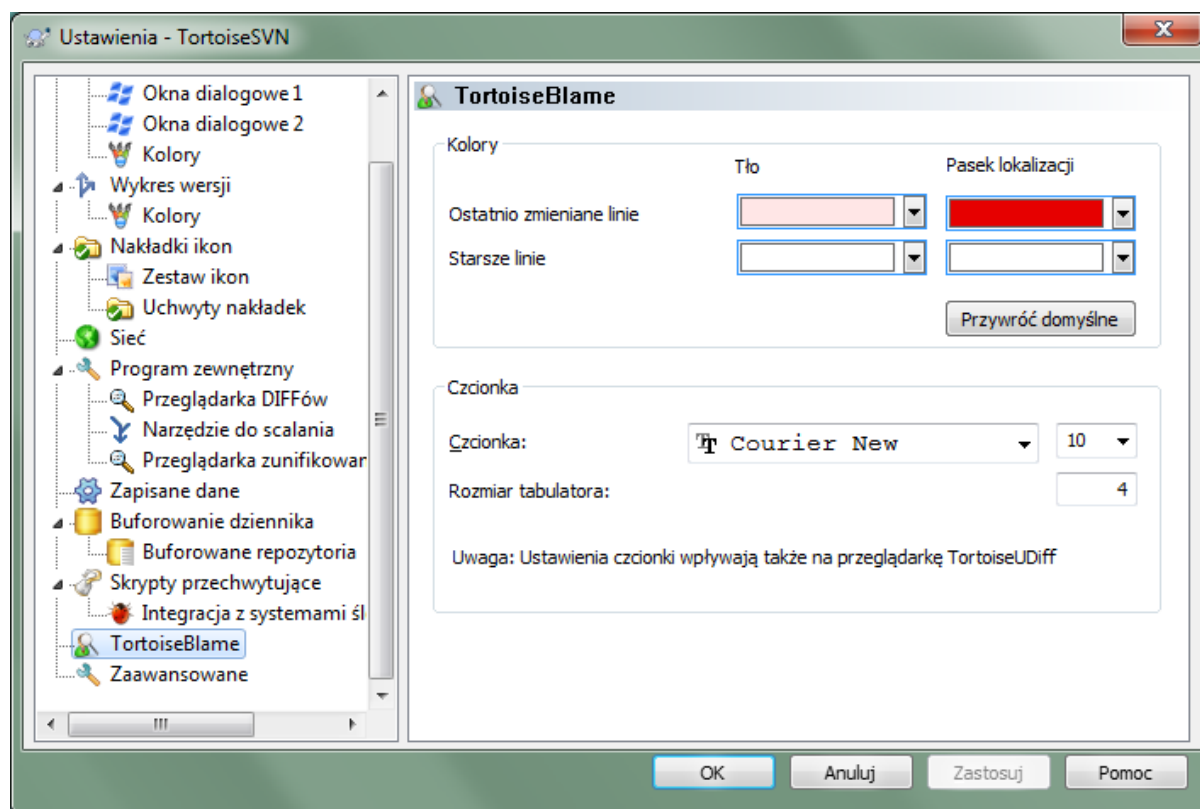 Ustawienia - TortoiseSVN
Okna dialogowe 1
Okna dialogowe 2
Kolory
Wykres wersji
Kolory
Nakładki ikon
Zestaw ikon
Uchwyty nakładek
Sieć
Program zewnętrzny
Przeglądarka DIFFów
Narzędzie do scalania
Przeglądarka zunifikowan
Zapisane dane
Buforowanie dziennika
Buforowane repozytoria
Skrypty przechwytujące
Integracja z systemami śl
TortoiseBlame
Zaawansowane
TortoiseBlame
Kolory
Tło
Pasek lokalizacji
Ostatnio zmieniane linie
Starsze linie
Przywróć domyślne
Czcionka
Czcionka:
Courier New
10
Rozmiar tabulatora:
4
Uwaga: Ustawienia czcionki wpływają także na przeglądarkę TortoiseUDiff
OK
Anuluj
Zastosuj
Pomoc